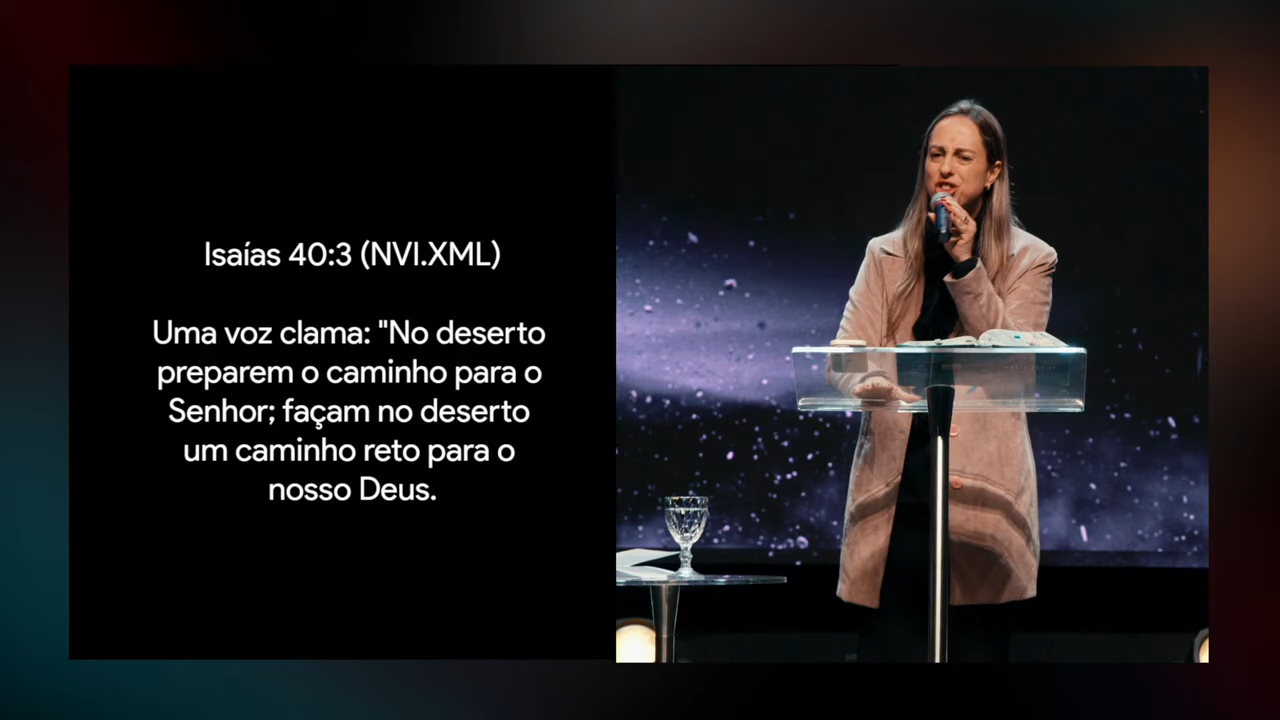 Isaías 40:3 (NVI.XML)
Uma voz clama: "No deserto
preparem o caminho para o
Senhor; façam no deserto
um caminho reto para o
nosso Deus.